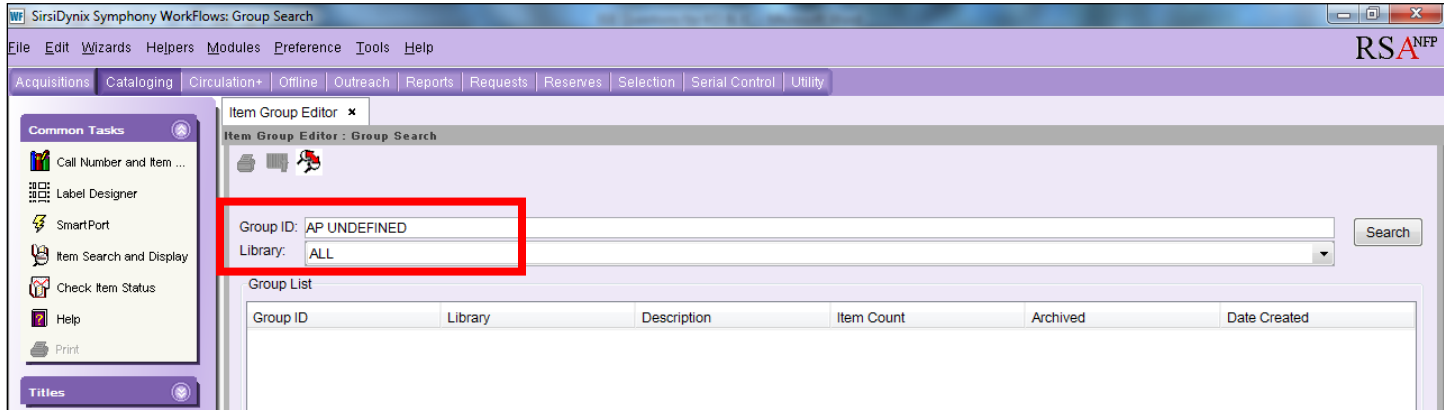 WF SirsiDynix Symphony WorkFlows: Group Search
File Edit Wizards Helpers Modules Preference Tools Help
RSA NFP
Acquisitions Cataloging Circulation+ Offline Outreach Reports Requests Reserves Selection Serial Control Utility
Item Group Editor ×
Common Tasks
Item Group Editor : Group Search
Call Number and Item ...
Label Designer
SmartPort
Group ID: AP UNDEFINED
Search
Item Search and Display
Library: ALL
Check Item Status
Group List
Help
Group ID Library Description Item Count Archived Date Created
Print
Titles